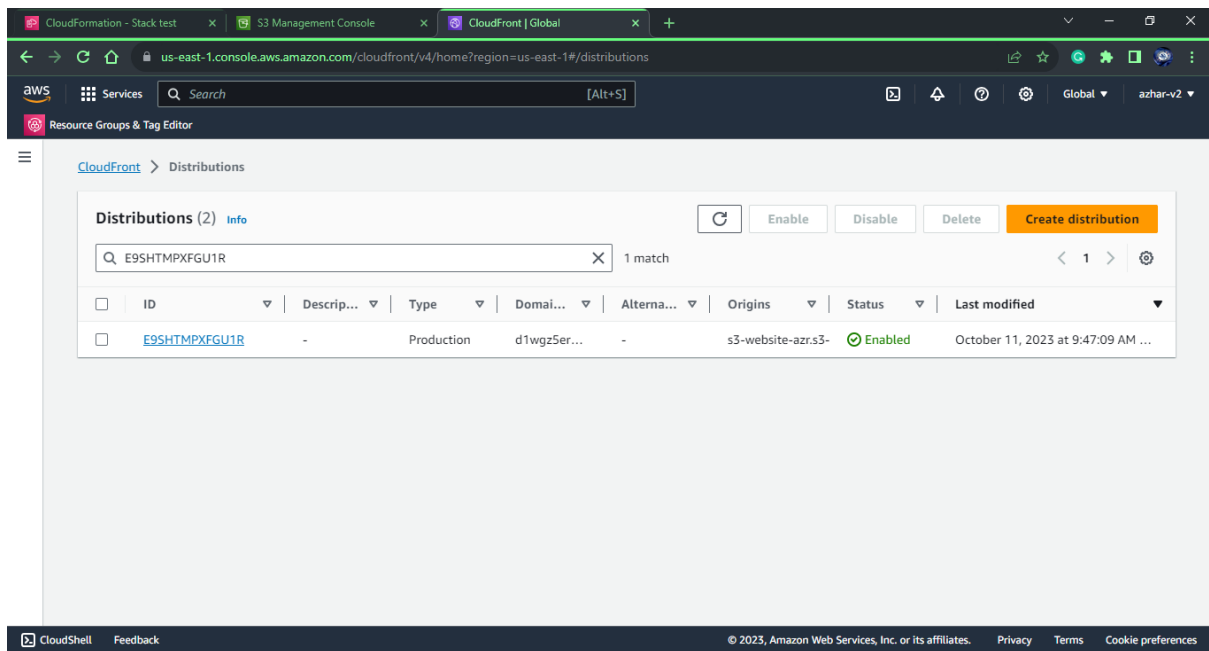 CloudFormation - Stack test
S3 Management Console
CloudFront | Global
us-east-1.console.aws.amazon.com/cloudfront/v4/home?region=us-east-1#/distributions
aws Services Search [Alt+S] Global azhar-v2
Resource Groups & Tag Editor
CloudFront > Distributions
Distributions (2) Info Enable Disable Delete Create distribution
E9SHTMPXFGU1R 1 match 1
ID Descrip... Type Domai... Alterna... Origins Status Last modified
E9SHTMPXFGU1R - Production d1wgz5er... - s3-website-azr.s3- Enabled October 11, 2023 at 9:47:09 AM ...
CloudShell Feedback © 2023, Amazon Web Services, Inc. or its affiliates. Privacy Terms Cookie preferences